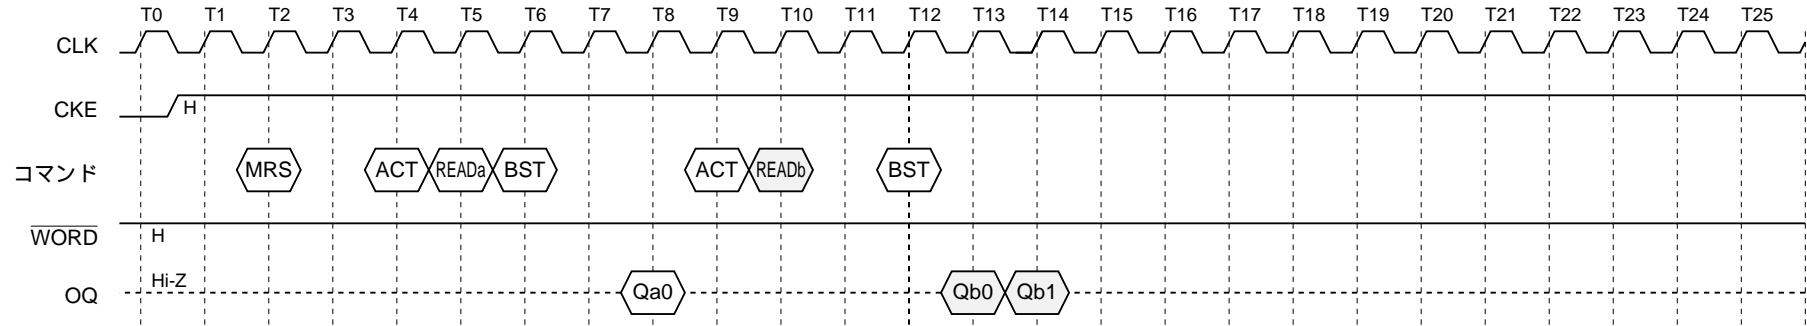 T0 T1 T2 T3 T4 T5 T6 T7 T8 T9 T10 T11 T12 T13 T14 T15 T16 T17 T18 T19 T20 T21 T22 T23 T24 T25
CLK
CKE H
コマンド MRS ACT READa BST ACT READb BST
WORD H
OQ Hi-Z Qa0 Qb0 Qb1